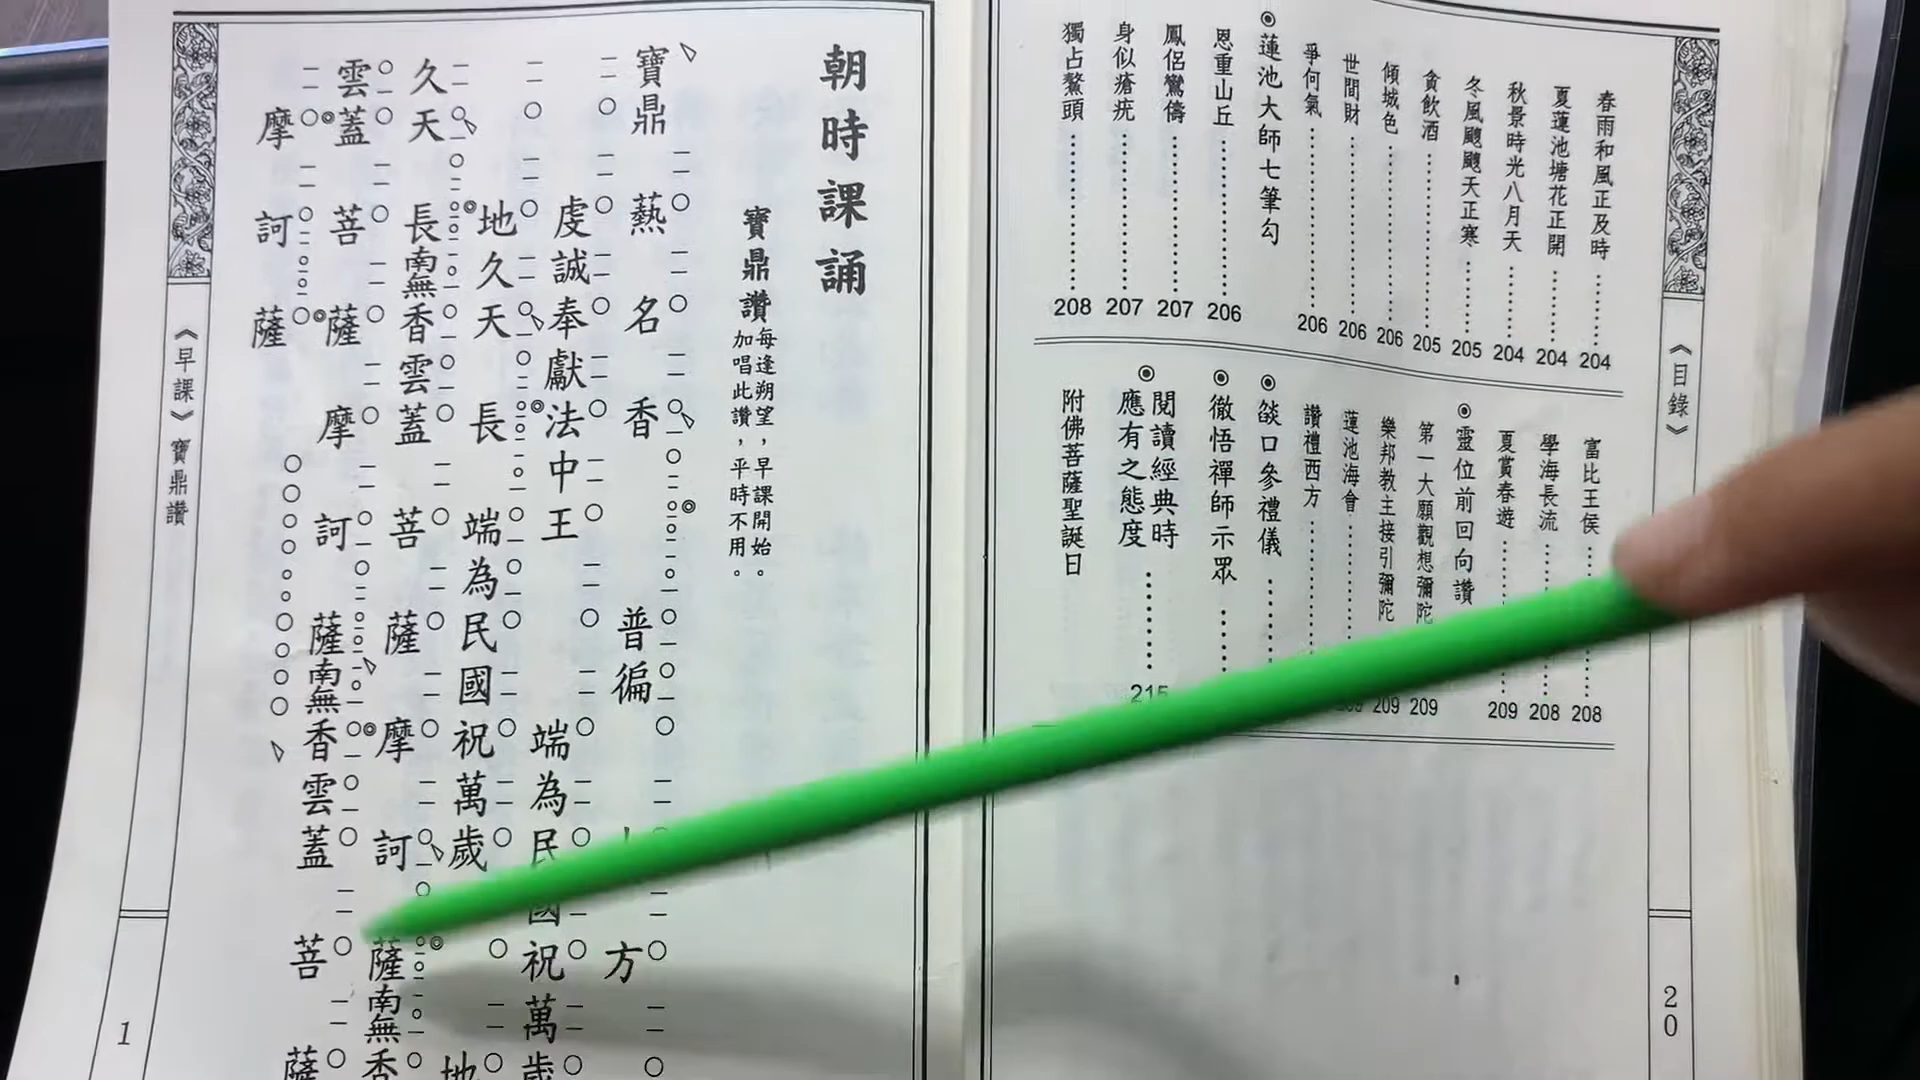 《目錄》
春雨和風正及時……204
夏蓮池塘花正開……204
秋景時光八月天……204
冬風颼颼天正寒……205
貪飲酒……205
傾城色……206
世間財……206
爭何氣……206
◉蓮池大師七筆勾
恩重山丘……206
鳳侶鸞儔……207
身似瘡疣……207
獨占鰲頭……208
富比王侯……208
學海長流……208
夏賞春遊……209
◉靈位前回向讚
第一大願觀想彌陀 209
樂邦教主接引彌陀 209
蓮池海會……209
讚禮西方……
◉燄口參禮儀……
◉徹悟禪師示眾……
◉閱讀經典時
應有之態度……215
附佛菩薩聖誕日
20
朝時課誦
寶鼎讚 每逢朔望，早課開始。
加唱此讚，平時不用。
寶鼎爇名香普徧方
虔誠奉獻法中王端為民國祝萬歲
地久天長端為民國祝萬歲地
久天長南無香雲蓋菩薩摩訶薩南無香
雲蓋菩薩摩訶薩南無香雲蓋菩薩
摩訶薩
《早課》寶鼎讚
1